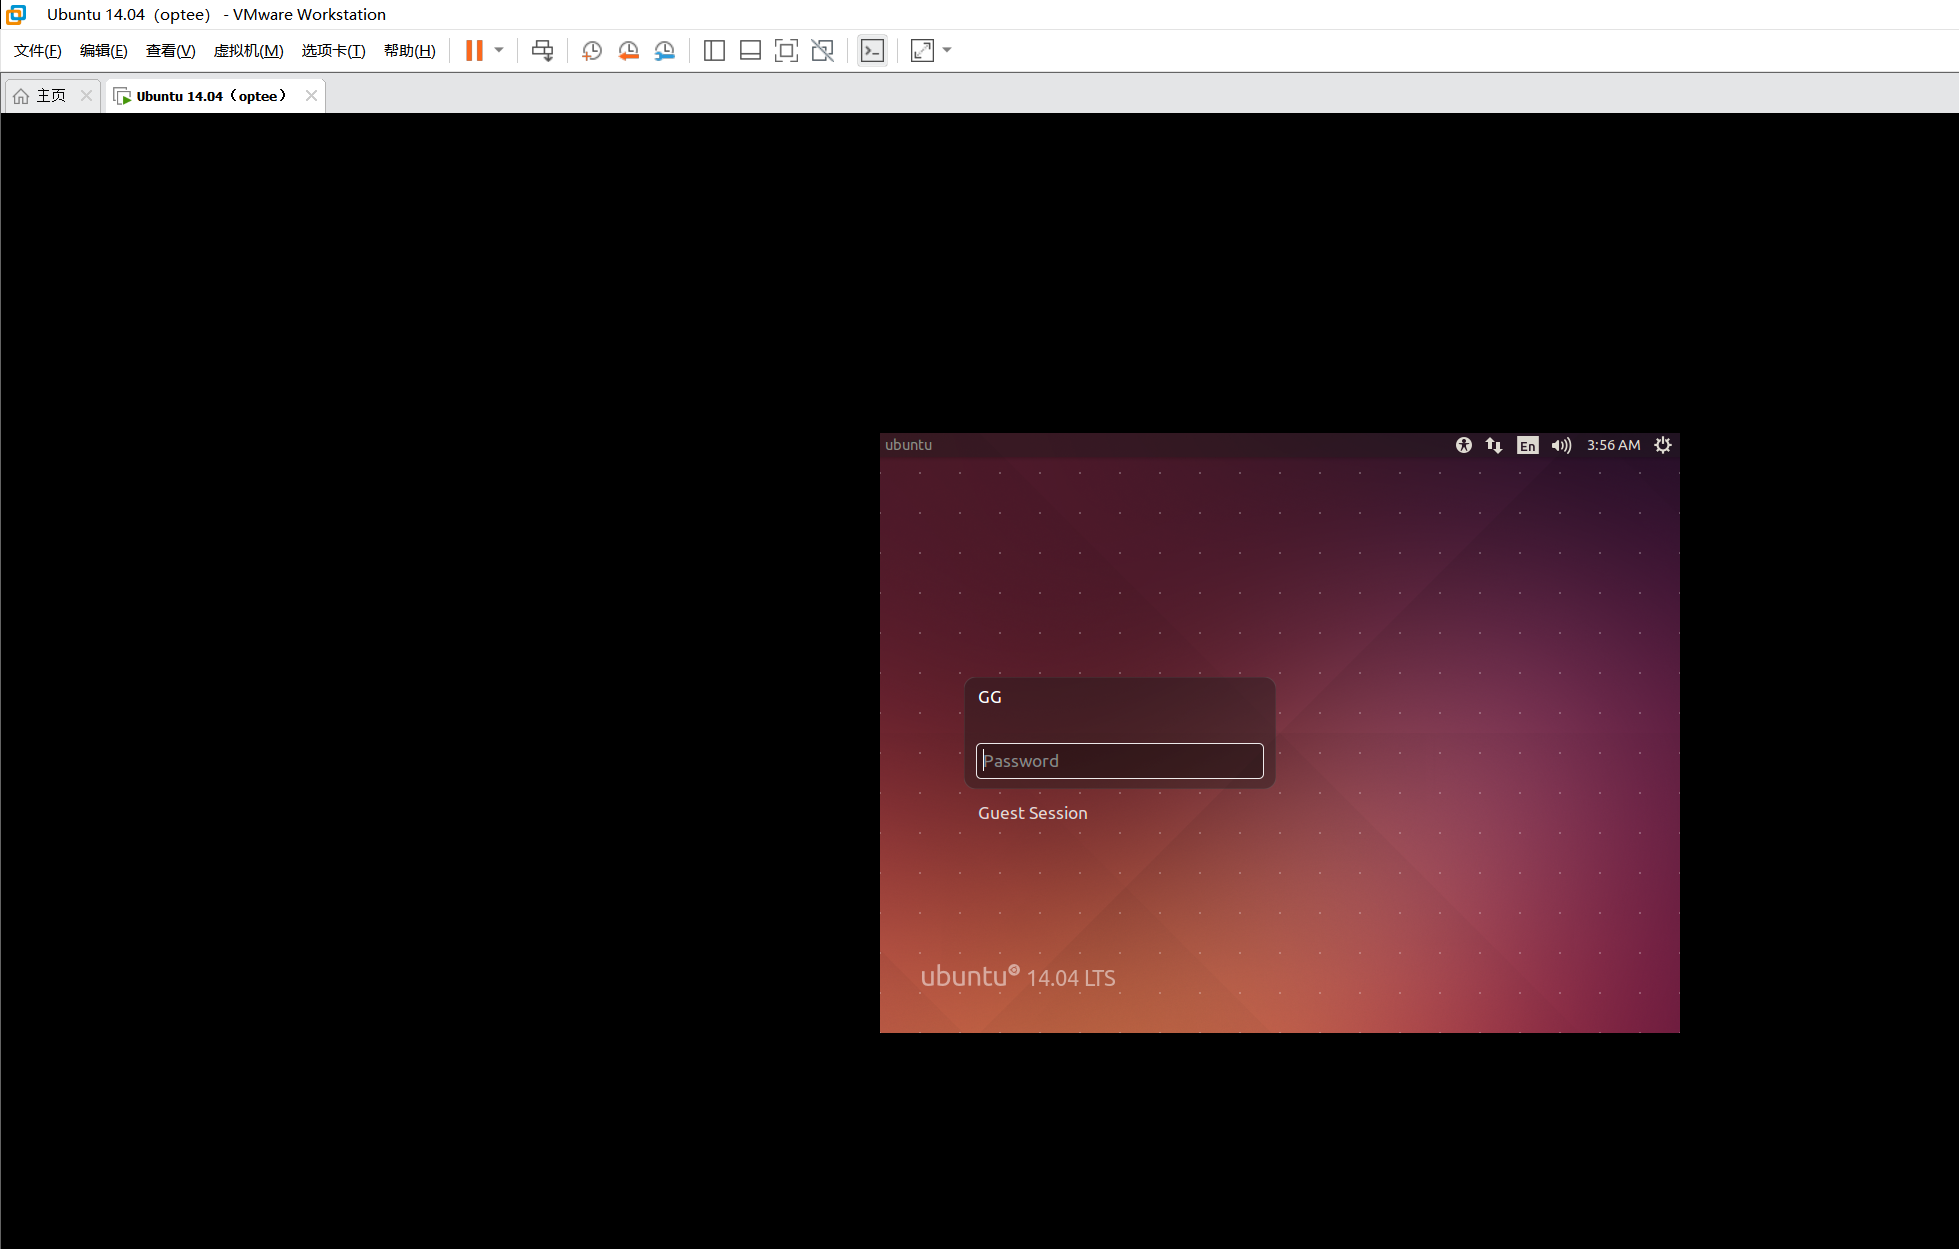 Ubuntu 14.04（optee） - VMware Workstation
文件(F) 编辑(E) 查看(V) 虚拟机(M) 选项卡(T) 帮助(H)
主页 Ubuntu 14.04（optee）
ubuntu En 3:56 AM
GG
Password
Guest Session
ubuntu 14.04 LTS